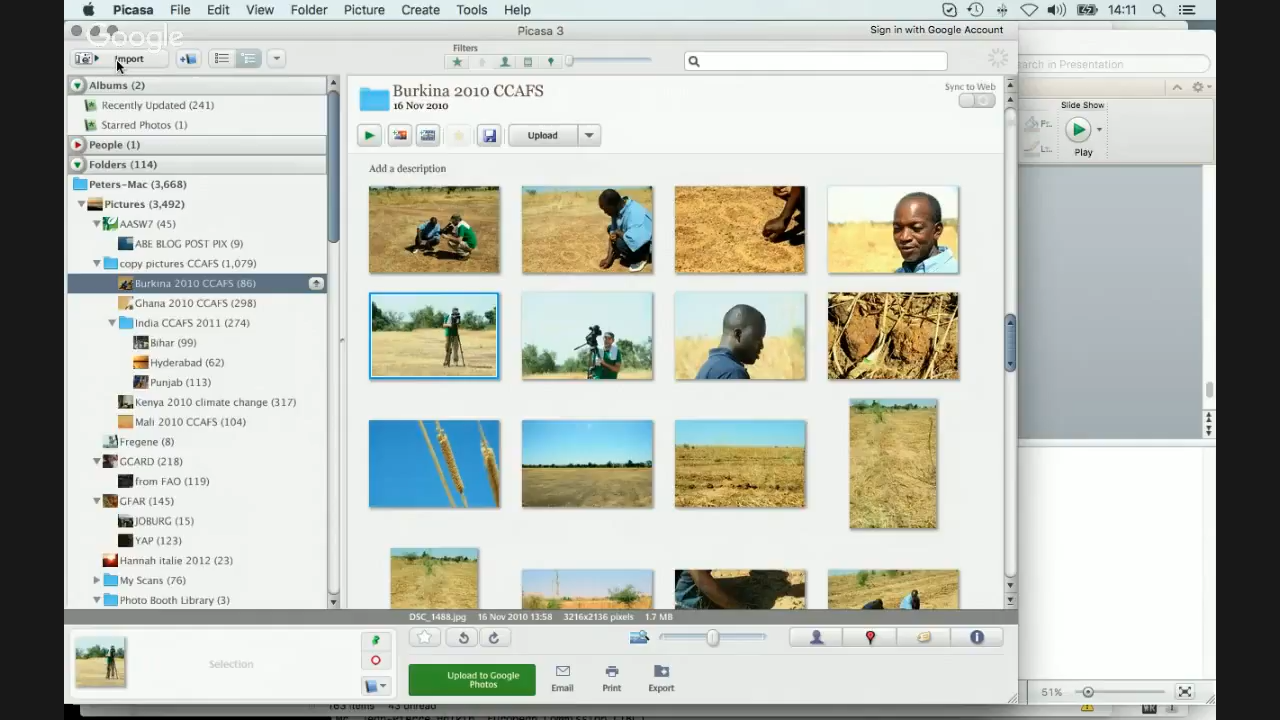 Picasa File Edit View Folder Picture Create Tools Help 14:11
Google
Picasa 3
Sign in with Google Account
Import
Filters
Search in Presentation
Albums (2)
Recently Updated (241)
Starred Photos (1)
People (1)
Folders (114)
Peters-Mac (3,668)
Pictures (3,492)
AASW7 (45)
ABE BLOG POST PIX (9)
copy pictures CCAFS (1,079)
Burkina 2010 CCAFS (86)
Ghana 2010 CCAFS (298)
India CCAFS 2011 (274)
Bihar (99)
Hyderabad (62)
Punjab (113)
Kenya 2010 climate change (317)
Mali 2010 CCAFS (104)
Fregene (8)
GCARD (218)
from FAO (119)
GFAR (145)
JOBURG (15)
YAP (123)
Hannah italie 2012 (23)
My Scans (76)
Photo Booth Library (3)
Burkina 2010 CCAFS
16 Nov 2010
Sync to Web
Upload
Add a description
Slide Show
Play
DSC_1488.jpg 16 Nov 2010 13:58 3216x2136 pixels 1.7 MB
Selection
Upload to Google
Photos
Email Print Export
51%